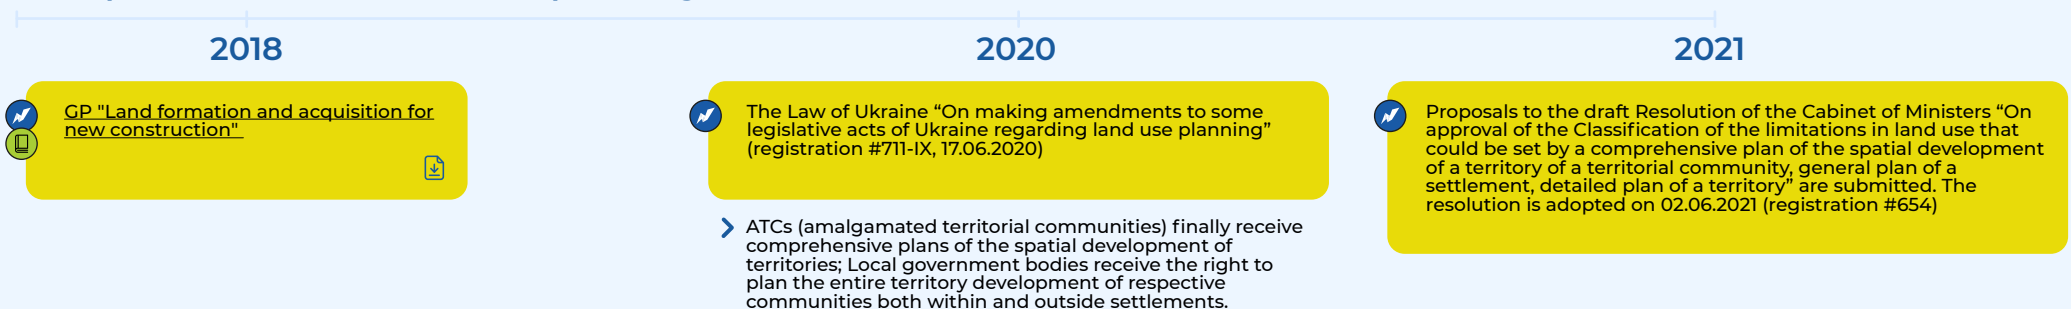 2018
2020
2021
GP "Land formation and acquisition for
new construction"
The Law of Ukraine “On making amendments to some
legislative acts of Ukraine regarding land use planning”
(registration #711-IX, 17.06.2020)
ATCs (amalgamated territorial communities) finally receive
comprehensive plans of the spatial development of
territories; Local government bodies receive the right to
plan the entire territory development of respective
communities both within and outside settlements.
Proposals to the draft Resolution of the Cabinet of Ministers “On
approval of the Classification of the limitations in land use that
could be set by a comprehensive plan of the spatial development
of a territory of a territorial community, general plan of a
settlement, detailed plan of a territory” are submitted. The
resolution is adopted on 02.06.2021 (registration #654)